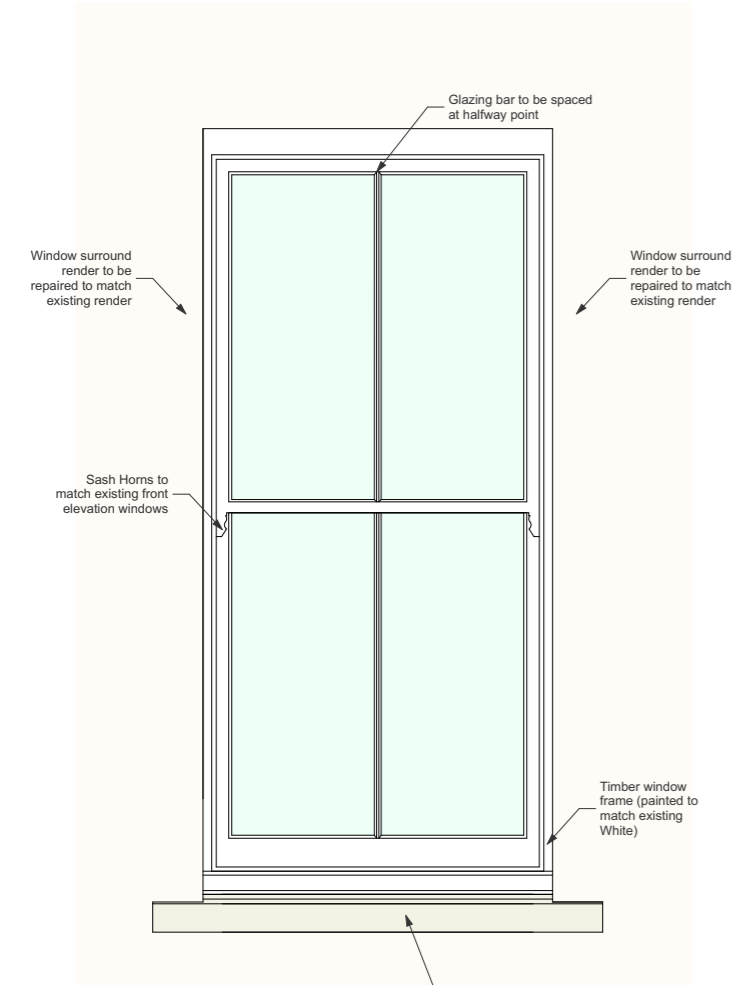 Glazing bar to be spaced
at halfway point
Window surround
render to be
repaired to match
existing render
Window surround
render to be
repaired to match
existing render
Sash Horns to
match existing front
elevation windows
Timber window
frame (painted to
match existing
White)